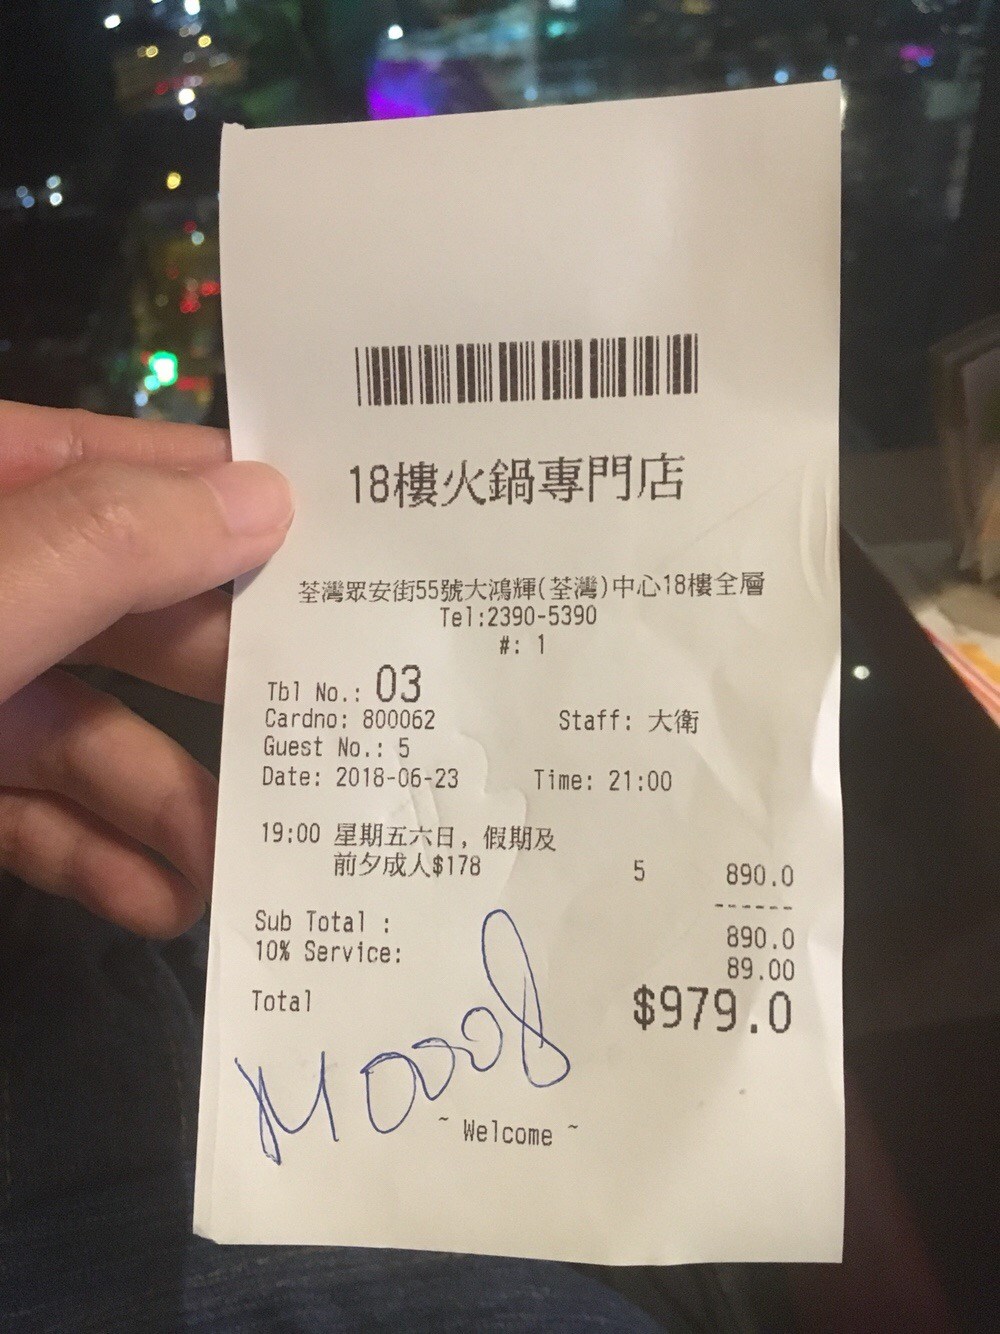 18樓火鍋專門店
荃灣眾安街55號大鴻輝(荃灣)中心18樓全層
Tel:2390-5390
#: 1
Tbl No.: 03
Cardno: 800062 Staff: 大衛
Guest No.: 5
Date: 2018-06-23 Time: 21:00
19:00 星期五六日, 假期及
前夕成人$178 5 890.0
------
Sub Total : 890.0
10% Service: 89.00
Total $979.0
M0008
~ Welcome ~